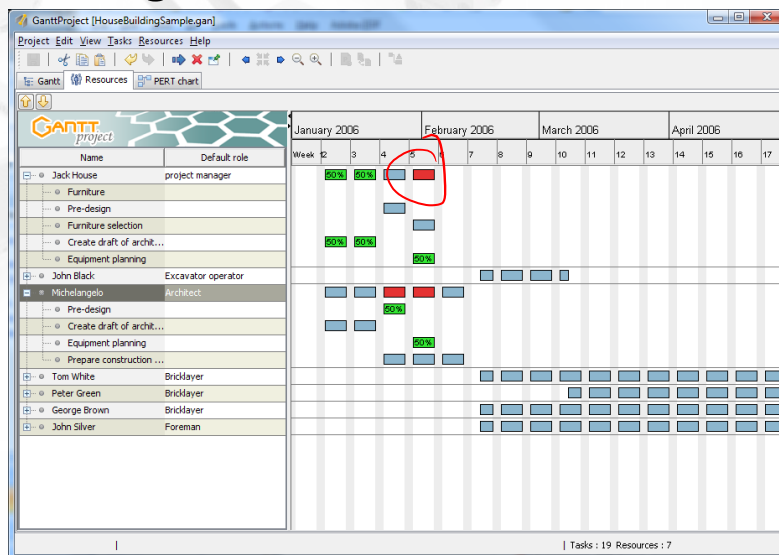 GanttProject [HouseBuildingSample.gan]
Project Edit View Tasks Resources Help
Gantt Resources PERT chart
GANTT project
January 2006 February 2006 March 2006 April 2006
Name Default role Week 2 3 4 5 6 7 8 9 10 11 12 13 14 15 16 17
Jack House project manager 50% 50%
Furniture
Pre-design
Furniture selection
Create draft of archit... 50% 50%
Equipment planning 50%
John Black Excavator operator
Michelangelo Architect
Pre-design 50%
Create draft of archit...
Equipment planning 50%
Prepare construction ...
Tom White Bricklayer
Peter Green Bricklayer
George Brown Bricklayer
John Silver Foreman
Tasks : 19 Resources : 7